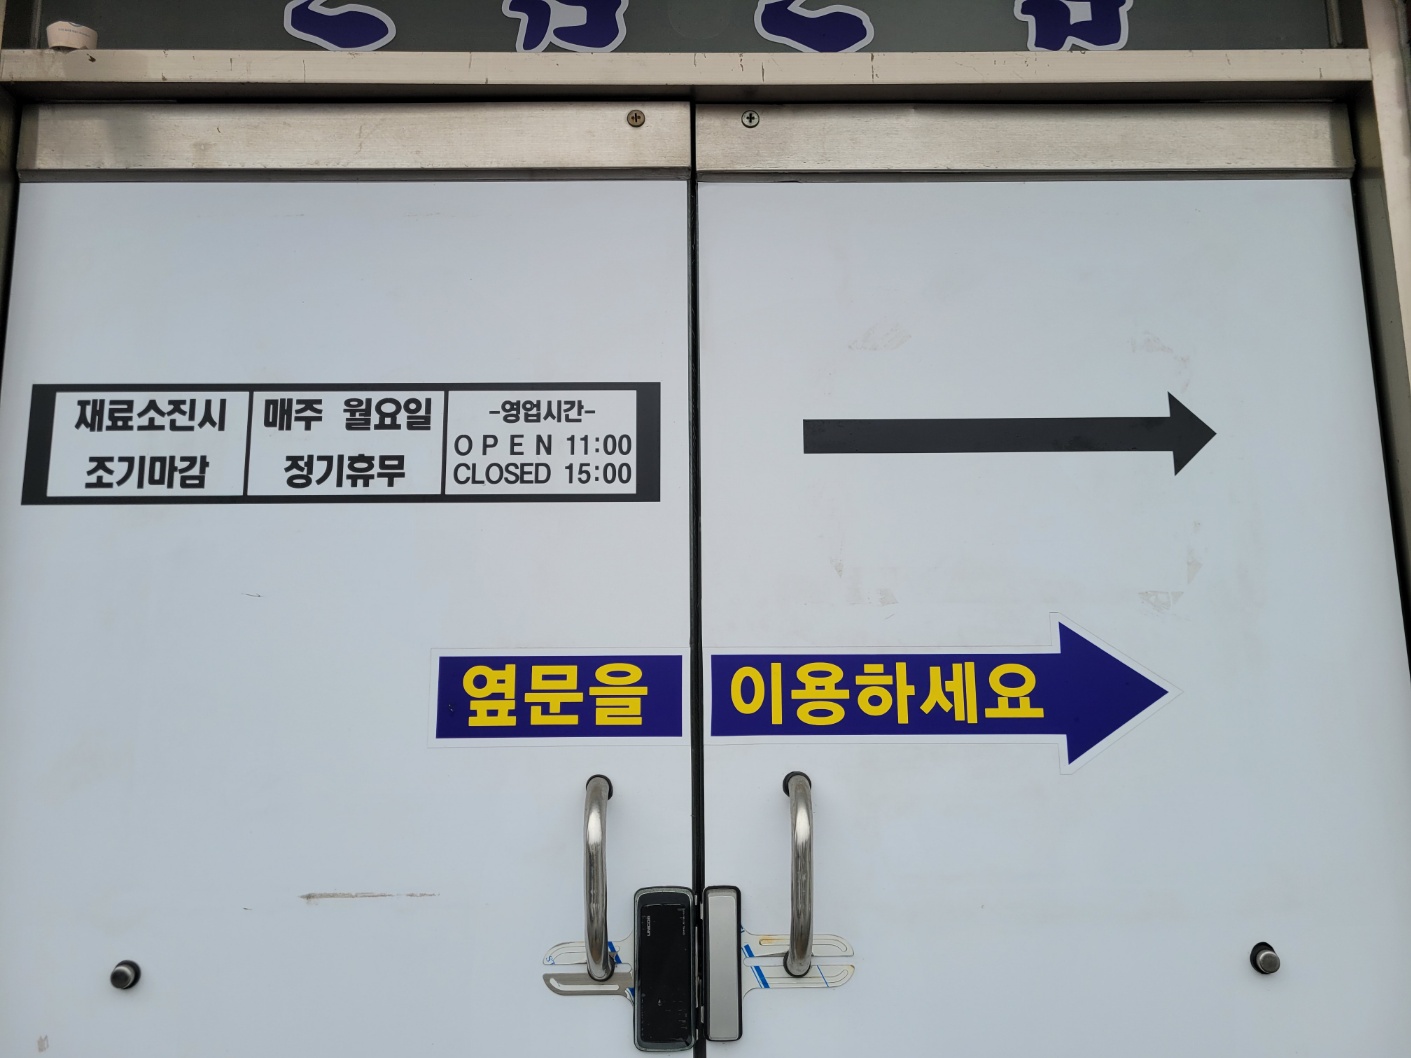 재료소진시
조기마감
매주 월요일
정기휴무
-영업시간-
OPEN 11:00
CLOSED 15:00
옆문을 이용하세요